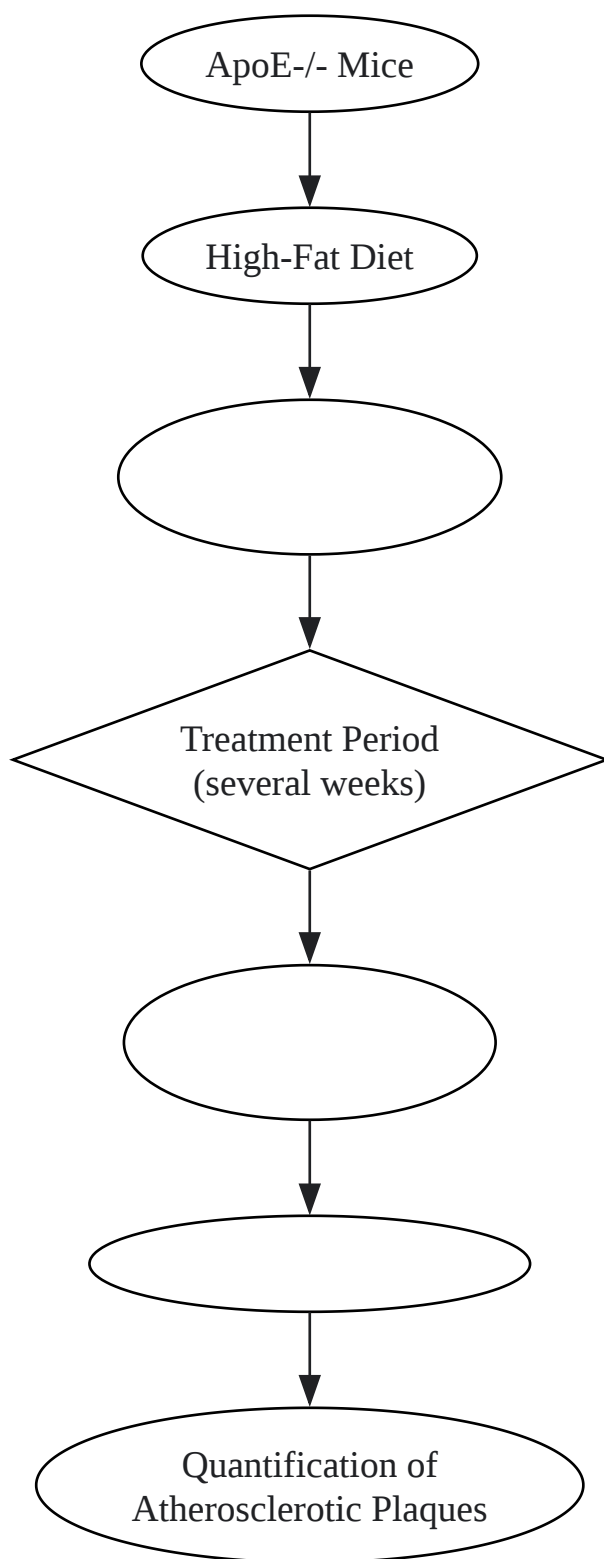 ApoE-/- Mice
High-Fat Diet
Treatment Period
(several weeks)
Quantification of
Atherosclerotic Plaques